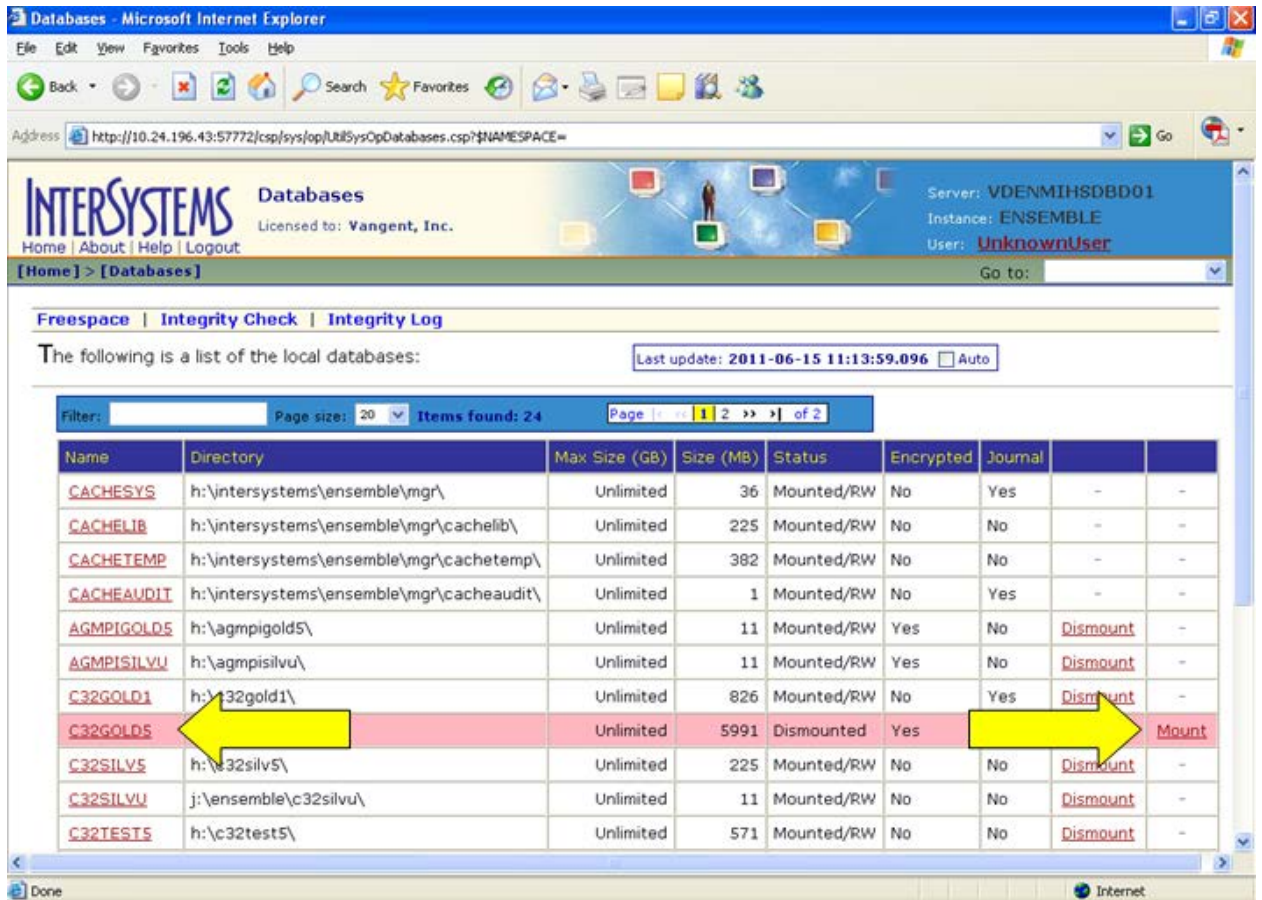 Databases - Microsoft Internet Explorer
File Edit View Favorites Tools Help
Back Search Favorites
Address http://10.24.196.43:57772/csp/sys/op/UtilSysOpDatabases.csp?$NAMESPACE= Go
INTERSYSTEMS
Databases
Licensed to: Vangent, Inc.
Server: VDENMIHSDBD01
Instance: ENSEMBLE
User: UnknownUser
Home | About | Help | Logout
[Home] > [Databases] Go to:
Freespace | Integrity Check | Integrity Log
The following is a list of the local databases: Last update: 2011-06-15 11:13:59.096 Auto
Filter: Page size: 20 Items found: 24 Page |< << 1 2 >> >| of 2
Name Directory Max Size (GB) Size (MB) Status Encrypted Journal
CACHESYS h:\intersystems\ensemble\mgr\ Unlimited 36 Mounted/RW No Yes - -
CACHELIB h:\intersystems\ensemble\mgr\cachelib\ Unlimited 225 Mounted/RW No No - -
CACHETEMP h:\intersystems\ensemble\mgr\cachetemp\ Unlimited 382 Mounted/RW No No - -
CACHEAUDIT h:\intersystems\ensemble\mgr\cacheaudit\ Unlimited 1 Mounted/RW No Yes - -
AGMPIGOLD5 h:\agmpigold5\ Unlimited 11 Mounted/RW Yes No Dismount -
AGMPISILVU h:\agmpisilvu\ Unlimited 11 Mounted/RW Yes No Dismount -
C32GOLD1 h:\c32gold1\ Unlimited 826 Mounted/RW No Yes Dismount -
C32GOLD5 Unlimited 5991 Dismounted Yes Mount
C32SILV5 h:\c32silv5\ Unlimited 225 Mounted/RW No No Dismount -
C32SILVU j:\ensemble\c32silvu\ Unlimited 11 Mounted/RW No No Dismount -
C32TEST5 h:\c32test5\ Unlimited 571 Mounted/RW No No Dismount -
Done Internet